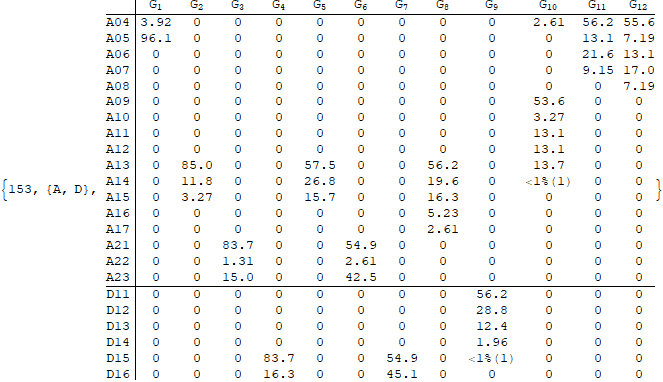 G1 G2 G3 G4 G5 G6 G7 G8 G9 G10 G11 G12
A04 3.92 0 0 0 0 0 0 0 0 2.61 56.2 55.6
A05 96.1 0 0 0 0 0 0 0 0 0 13.1 7.19
A06 0 0 0 0 0 0 0 0 0 0 21.6 13.1
A07 0 0 0 0 0 0 0 0 0 0 9.15 17.0
A08 0 0 0 0 0 0 0 0 0 0 0 7.19
A09 0 0 0 0 0 0 0 0 0 53.6 0 0
A10 0 0 0 0 0 0 0 0 0 3.27 0 0
A11 0 0 0 0 0 0 0 0 0 13.1 0 0
A12 0 0 0 0 0 0 0 0 0 13.1 0 0
A13 0 85.0 0 0 57.5 0 0 56.2 0 13.7 0 0
A14 0 11.8 0 0 26.8 0 0 19.6 0 <1%(1) 0 0
{153, {A, D}, A15 0 3.27 0 0 15.7 0 0 16.3 0 0 0 0 }
A16 0 0 0 0 0 0 0 5.23 0 0 0 0
A17 0 0 0 0 0 0 0 2.61 0 0 0 0
A21 0 0 83.7 0 0 54.9 0 0 0 0 0 0
A22 0 0 1.31 0 0 2.61 0 0 0 0 0 0
A23 0 0 15.0 0 0 42.5 0 0 0 0 0 0
D11 0 0 0 0 0 0 0 0 56.2 0 0 0
D12 0 0 0 0 0 0 0 0 28.8 0 0 0
D13 0 0 0 0 0 0 0 0 12.4 0 0 0
D14 0 0 0 0 0 0 0 0 1.96 0 0 0
D15 0 0 0 83.7 0 0 54.9 0 <1%(1) 0 0 0
D16 0 0 0 16.3 0 0 45.1 0 0 0 0 0